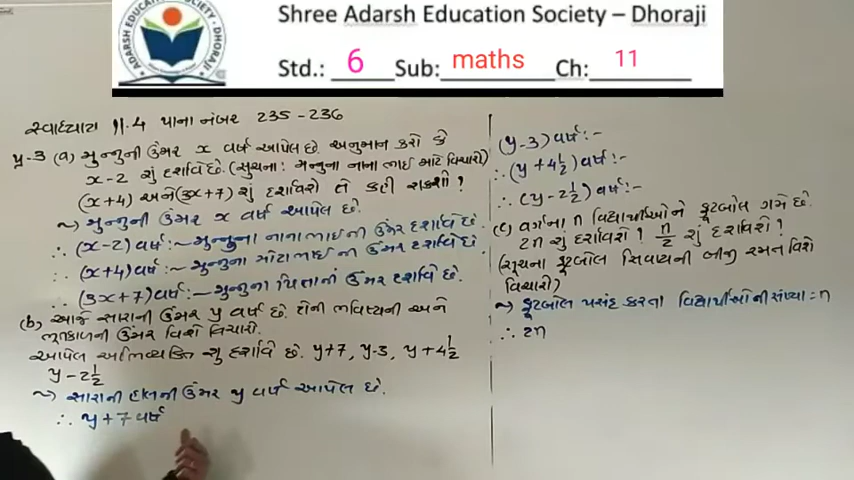 ADARSH EDUCATION SOCIETY - DHORAJI
Shree Adarsh Education Society – Dhoraji
Std.: 6 Sub: maths Ch: 11
સ્વાધ્યાય 11.4 પાના નંબર 235-236
પ્ર-3 (a) મુન્નુની ઉંમર x વર્ષ આપેલ છે. અનુમાન કરો કે
x-2 શું દર્શાવે છે. (સુચના: મુન્નુના નાના ભાઈ માટે વિચારો)
(x+4) અને (3x+7) શું દર્શાવશે તે કહી શકશો!
~) મુન્નુની ઉંમર x વર્ષ આપેલ છે.
∴ (x-2) વર્ષ :~ મુન્નુના નાનાભાઈની ઉંમર દર્શાવે છે.
∴ (x+4) વર્ષ :~ મુન્નુના મોટાભાઈની ઉંમર દર્શાવે છે.
∴ (3x+7) વર્ષ :~ મુન્નુના પિતાનાં ઉંમર દર્શાવે છે.
(b) આજે સારાની ઉંમર y વર્ષ છે. તેની ભવિષ્યની અને
ભૂતકાળની ઉંમર વિશે વિચારો.
આપેલ અભિવ્યક્તિ શું દર્શાવે છે. y+7, y-3, y+4½
y-2½
~) સારાની હાલની ઉંમર y વર્ષ આપેલ છે.
∴ y+7 વર્ષ
(y-3) વર્ષ :-
∴ (y+4½) વર્ષ :-
∴ (y-2½) વર્ષ :-
(c) વર્ગના n વિદ્યાર્થીઓને ફૂટબોલ ગમે છે.
2n શું દર્શાવશે! n/2 શું દર્શાવશે!
(સૂચના ફૂટબોલ સિવાયની બીજી રમત વિશે
વિચારો)
~) ફૂટબોલ પસંદ કરતા વિદ્યાર્થીઓની સંખ્યા = n
∴ 2n